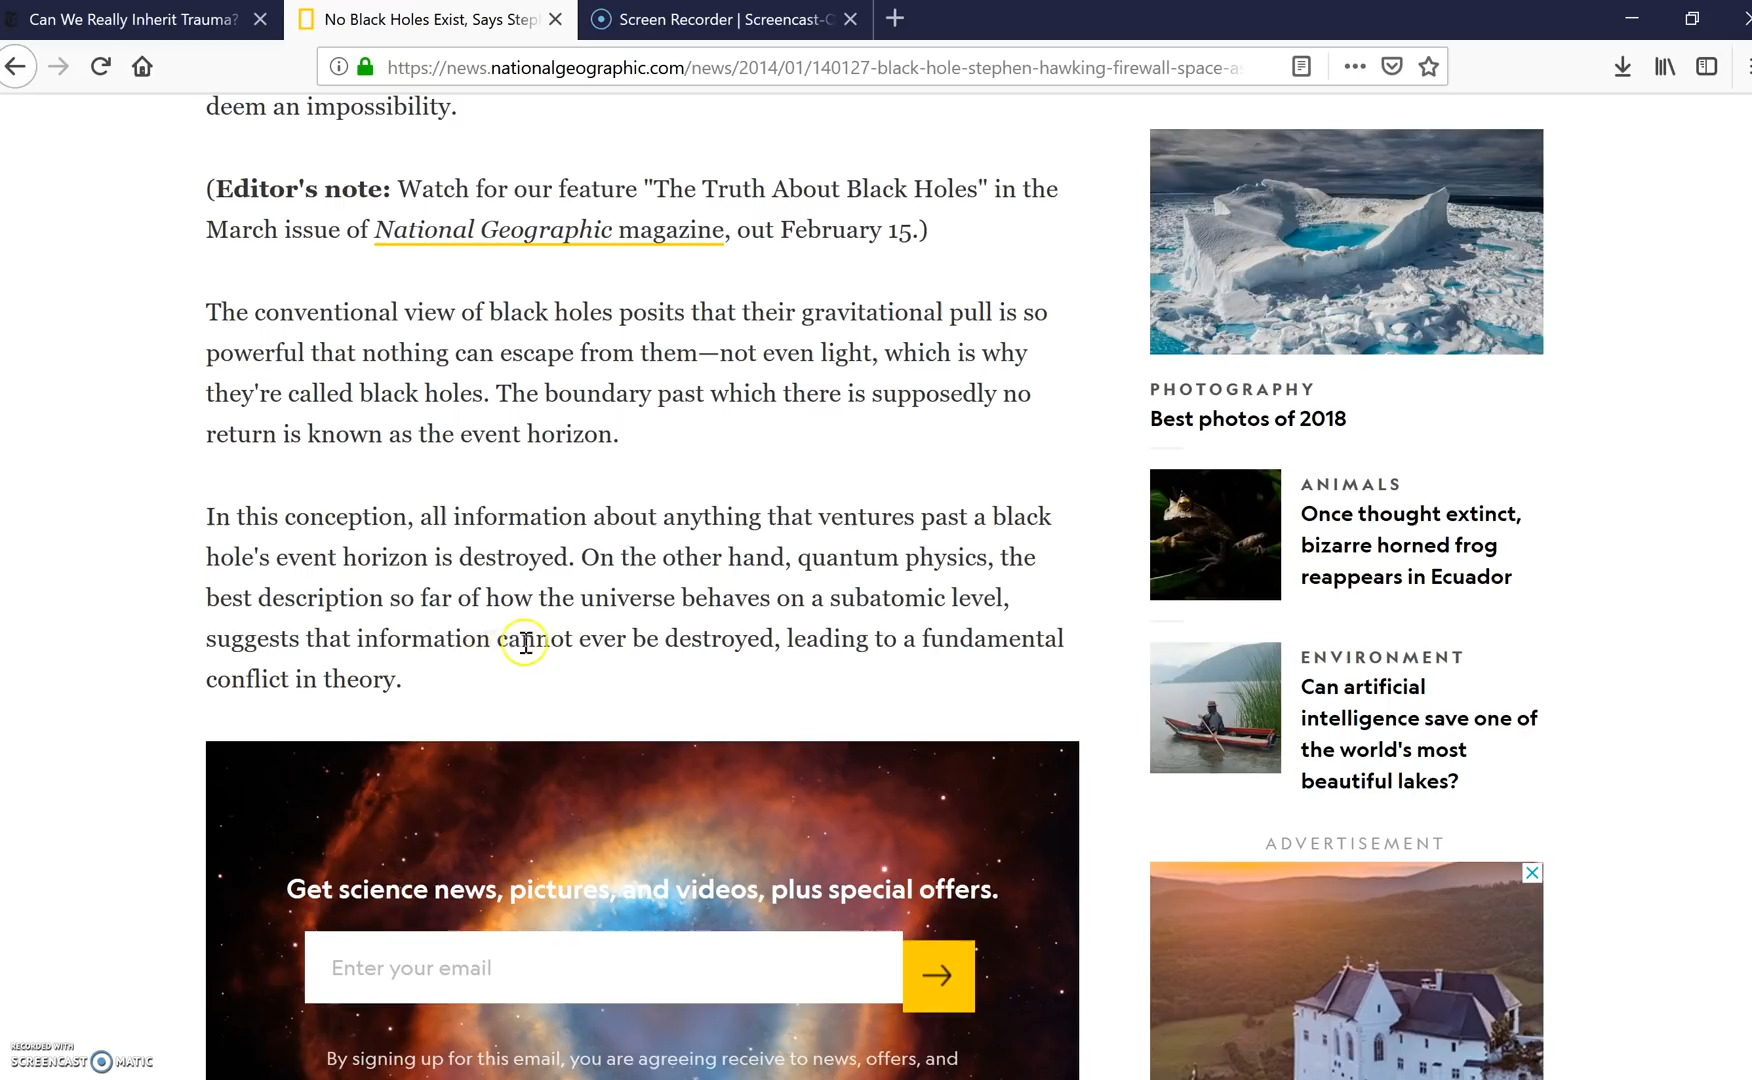 Can We Really Inherit Trauma?
No Black Holes Exist, Says Step
Screen Recorder | Screencast-O
https://news.nationalgeographic.com/news/2014/01/140127-black-hole-stephen-hawking-firewall-space-as
deem an impossibility.
(Editor's note: Watch for our feature "The Truth About Black Holes" in the
March issue of National Geographic magazine, out February 15.)
The conventional view of black holes posits that their gravitational pull is so
powerful that nothing can escape from them—not even light, which is why
they're called black holes. The boundary past which there is supposedly no
return is known as the event horizon.
In this conception, all information about anything that ventures past a black
hole's event horizon is destroyed. On the other hand, quantum physics, the
best description so far of how the universe behaves on a subatomic level,
suggests that information cannot ever be destroyed, leading to a fundamental
conflict in theory.
Get science news, pictures, and videos, plus special offers.
Enter your email
By signing up for this email, you are agreeing receive to news, offers, and
PHOTOGRAPHY
Best photos of 2018
ANIMALS
Once thought extinct,
bizarre horned frog
reappears in Ecuador
ENVIRONMENT
Can artificial
intelligence save one of
the world's most
beautiful lakes?
ADVERTISEMENT
RECORDED WITH
SCREENCAST MATIC